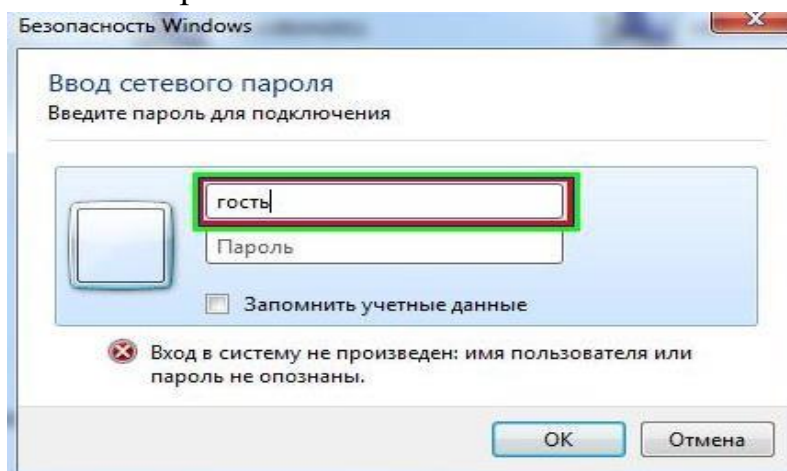 Безопасность Windows
Ввод сетевого пароля
Введите пароль для подключения
гость
Пароль
Запомнить учетные данные
Вход в систему не произведен: имя пользователя или
пароль не опознаны.
ОК
Отмена